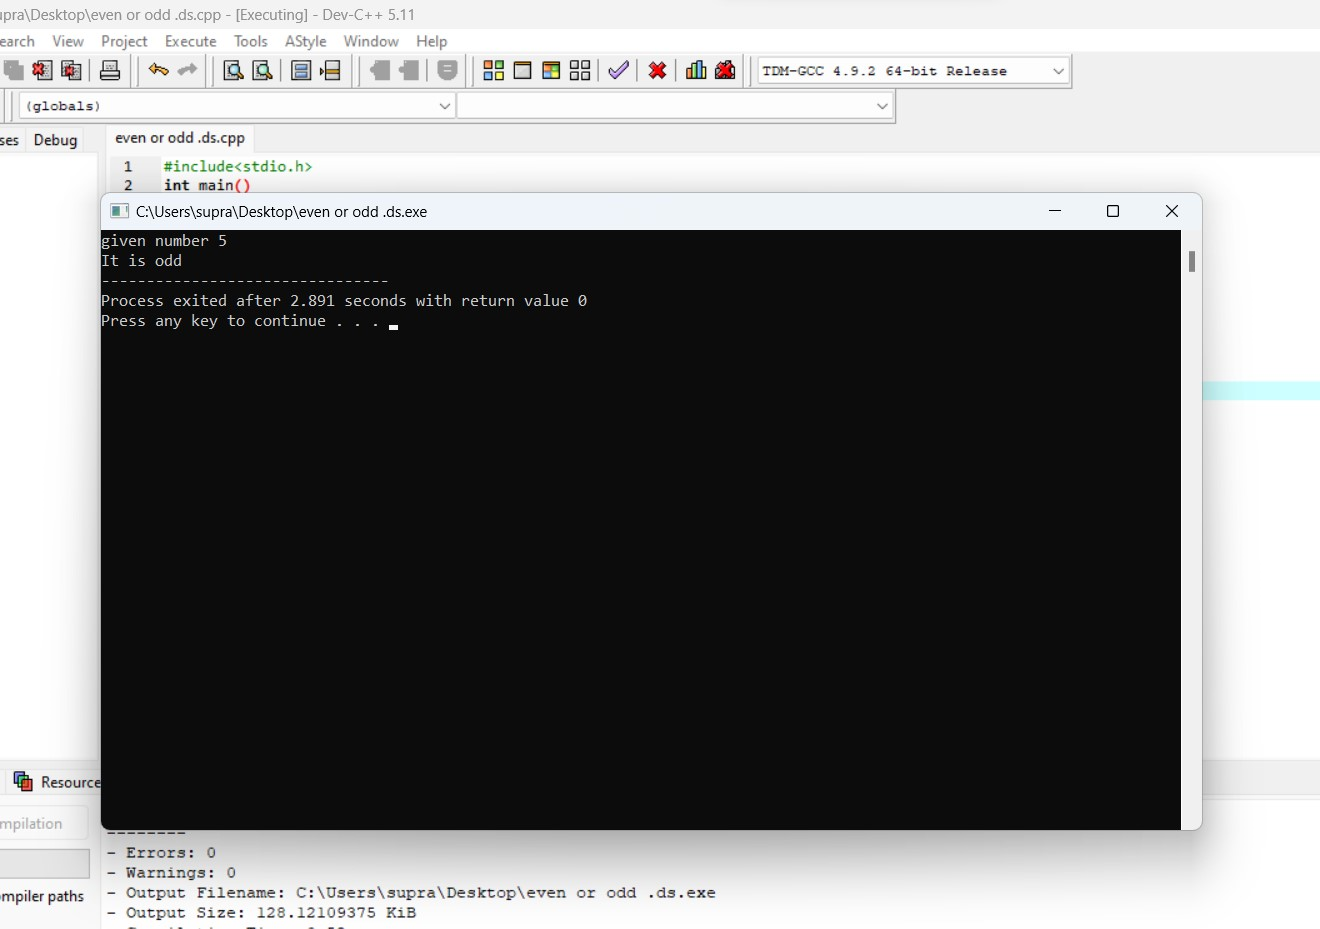 upra\Desktop\even or odd .ds.cpp - [Executing] - Dev-C++ 5.11
earch View Project Execute Tools AStyle Window Help
TDM-GCC 4.9.2 64-bit Release
(globals)
ses Debug even or odd .ds.cpp
1 #include<stdio.h>
2 int main()
C:\Users\supra\Desktop\even or odd .ds.exe
given number 5
It is odd
--------------------------------
Process exited after 2.891 seconds with return value 0
Press any key to continue . . .
Resource
mpilation
--------
- Errors: 0
- Warnings: 0
mpiler paths
- Output Filename: C:\Users\supra\Desktop\even or odd .ds.exe
- Output Size: 128.12109375 KiB